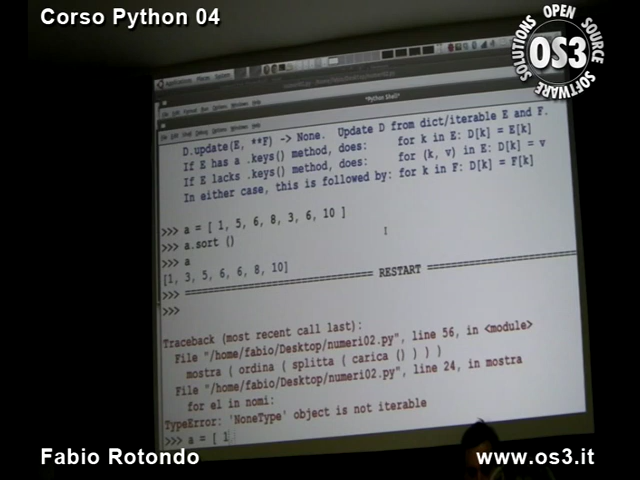 Corso Python 04
SOLUTIONS OPEN SOURCE SOFTWARE
OS3
*Python Shell*
D.update(E, **F) -> None. Update D from dict/iterable E and F.
If E has a .keys() method, does: for k in E: D[k] = E[k]
If E lacks .keys() method, does: for (k, v) in E: D[k] = v
In either case, this is followed by: for k in F: D[k] = F[k]
>>> a = [ 1, 5, 6, 8, 3, 6, 10 ]
>>> a.sort ()
>>> a
[1, 3, 5, 6, 6, 8, 10]
>>> ================================ RESTART ================================
>>>
Traceback (most recent call last):
File "/home/fabio/Desktop/numeri02.py", line 56, in <module>
mostra ( ordina ( splitta ( carica () ) ) )
File "/home/fabio/Desktop/numeri02.py", line 24, in mostra
for el in nomi:
TypeError: 'NoneType' object is not iterable
>>> a = [ 1
Fabio Rotondo
www.os3.it